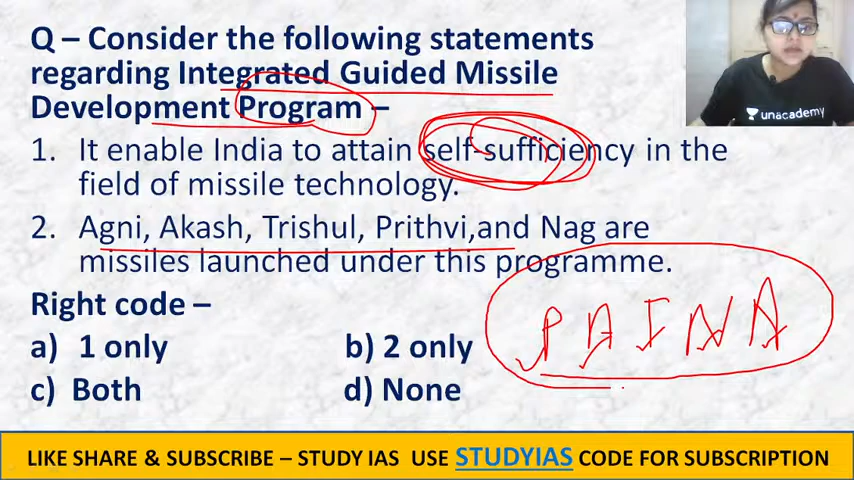 Q – Consider the following statements
regarding Integrated Guided Missile
Development Program –
1. It enable India to attain self-sufficiency in the
field of missile technology.
2. Agni, Akash, Trishul, Prithvi,and Nag are
missiles launched under this programme.
Right code –
a) 1 only b) 2 only
c) Both d) None
unacademy
LIKE SHARE & SUBSCRIBE – STUDY IAS USE STUDYIAS CODE FOR SUBSCRIPTION